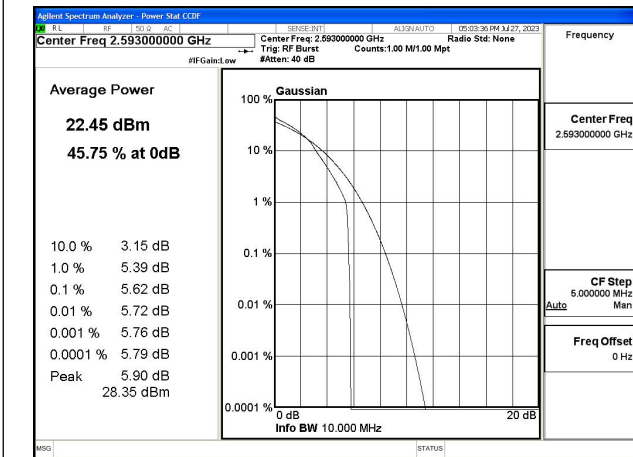 Agilent Spectrum Analyzer - Power Stat CCDF
LXI RL RF 50 Ω AC SENSE:INT ALIGN AUTO 05:03:36 PM Jul 27, 2023
Center Freq 2.593000000 GHz
Center Freq: 2.593000000 GHz Radio Std: None
Trig: RF Burst Counts:1.00 M/1.00 Mpt
#IFGain:Low #Atten: 40 dB
Frequency
Average Power
22.45 dBm
45.75 % at 0dB
10.0 % 3.15 dB
1.0 % 5.39 dB
0.1 % 5.62 dB
0.01 % 5.72 dB
0.001 % 5.76 dB
0.0001 % 5.79 dB
Peak 5.90 dB
28.35 dBm
Gaussian
100 %
10 %
1 %
0.1 %
0.01 %
0.001 %
0.0001 %
0 dB 20 dB
Info BW 10.000 MHz
Center Freq
2.593000000 GHz
CF Step
5.000000 MHz
Auto Man
Freq Offset
0 Hz
MSG STATUS